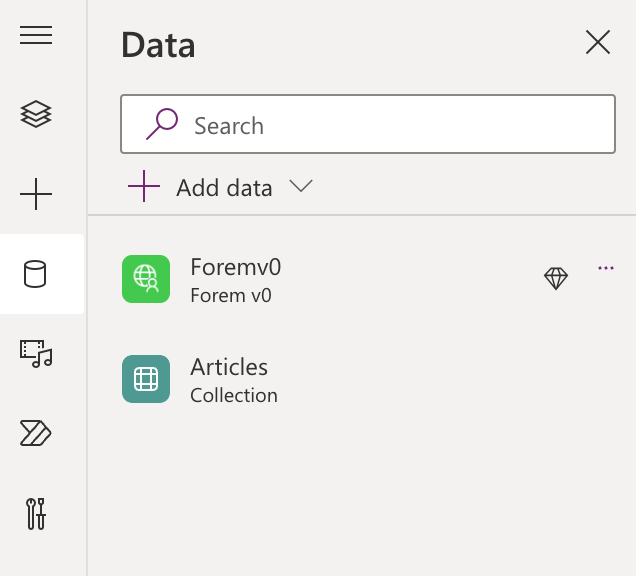 Data
Search
Add data
Foremv0
Forem v0
Articles
Collection